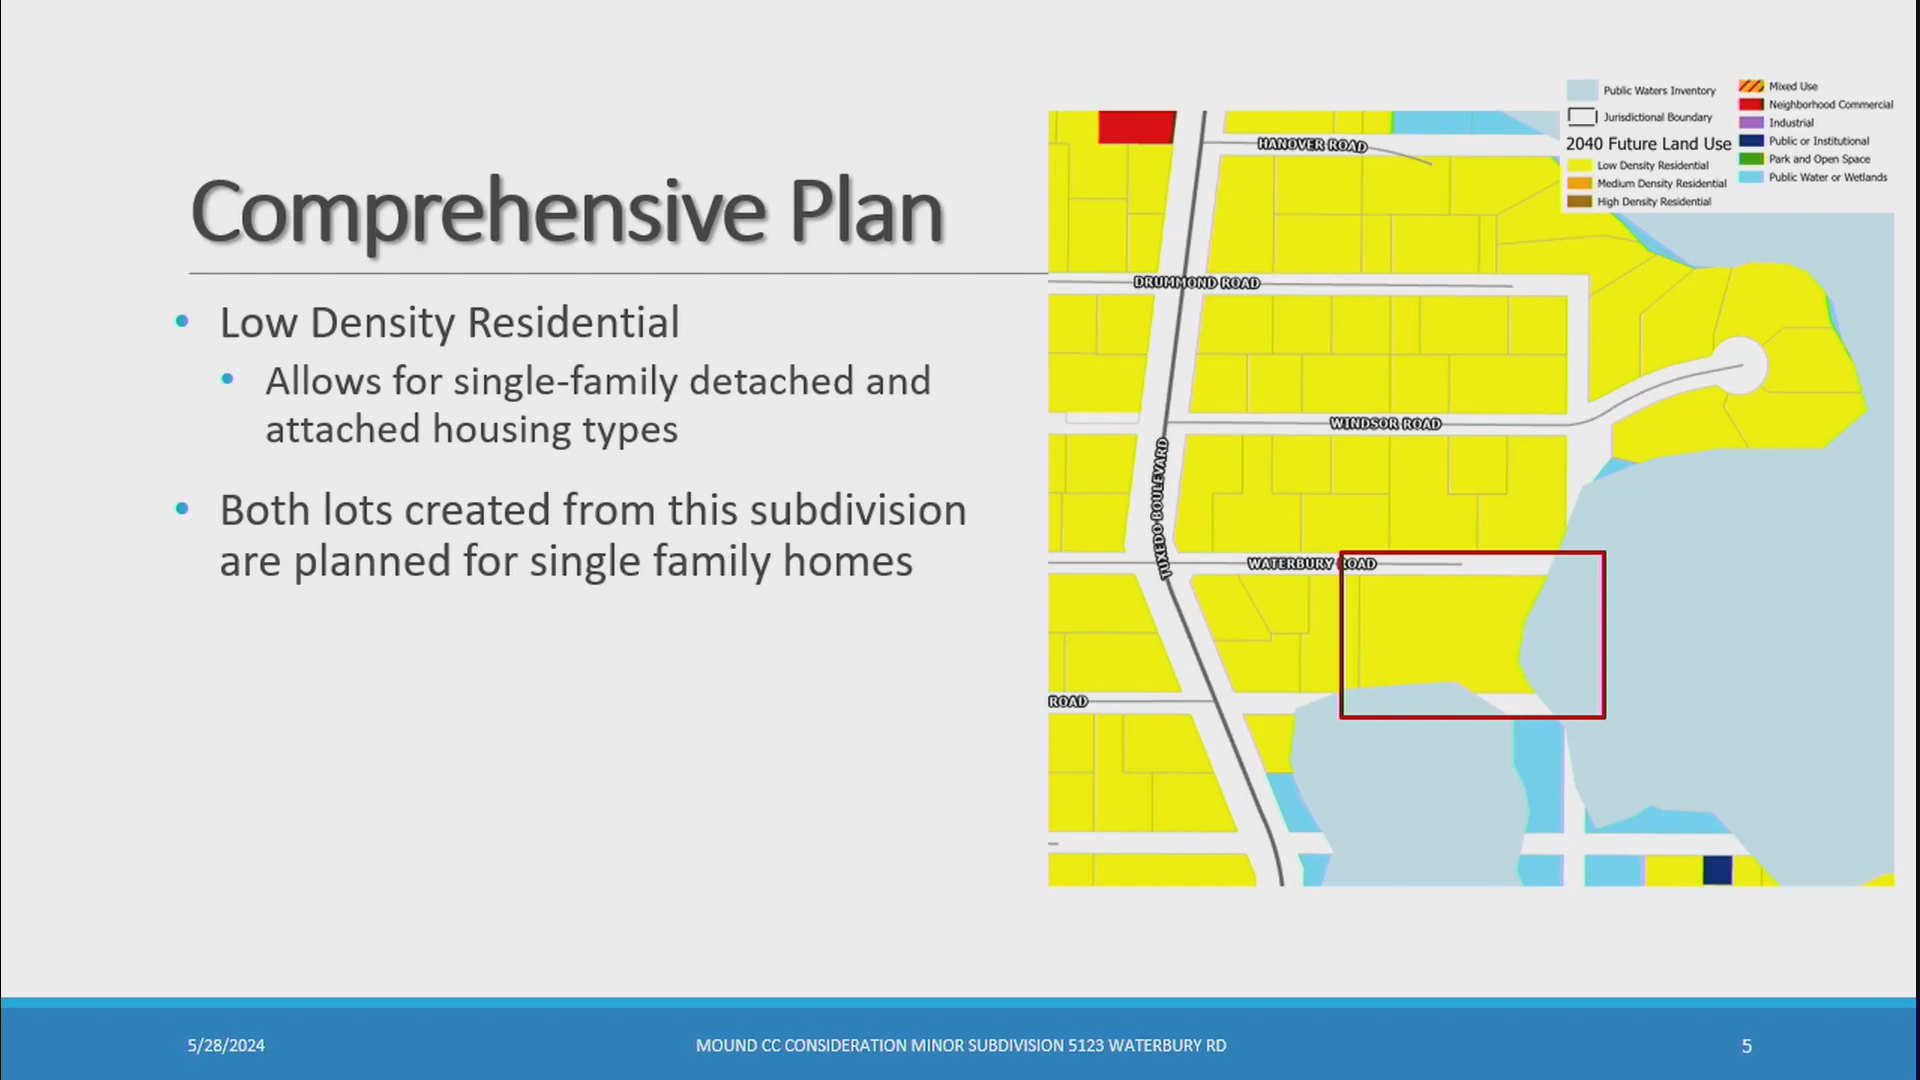 Comprehensive Plan
Low Density Residential
Allows for single-family detached and
attached housing types
Both lots created from this subdivision
are planned for single family homes
Public Waters Inventory
Jurisdictional Boundary
2040 Future Land Use
Low Density Residential
Medium Density Residential
High Density Residential
Mixed Use
Neighborhood Commercial
Industrial
Public or Institutional
Park and Open Space
Public Water or Wetlands
HANOVER ROAD
DRUMMOND ROAD
WINDSOR ROAD
TUXEDO BOULEVARD
WATERBURY ROAD
ROAD
5/28/2024
MOUND CC CONSIDERATION MINOR SUBDIVISION 5123 WATERBURY RD
5